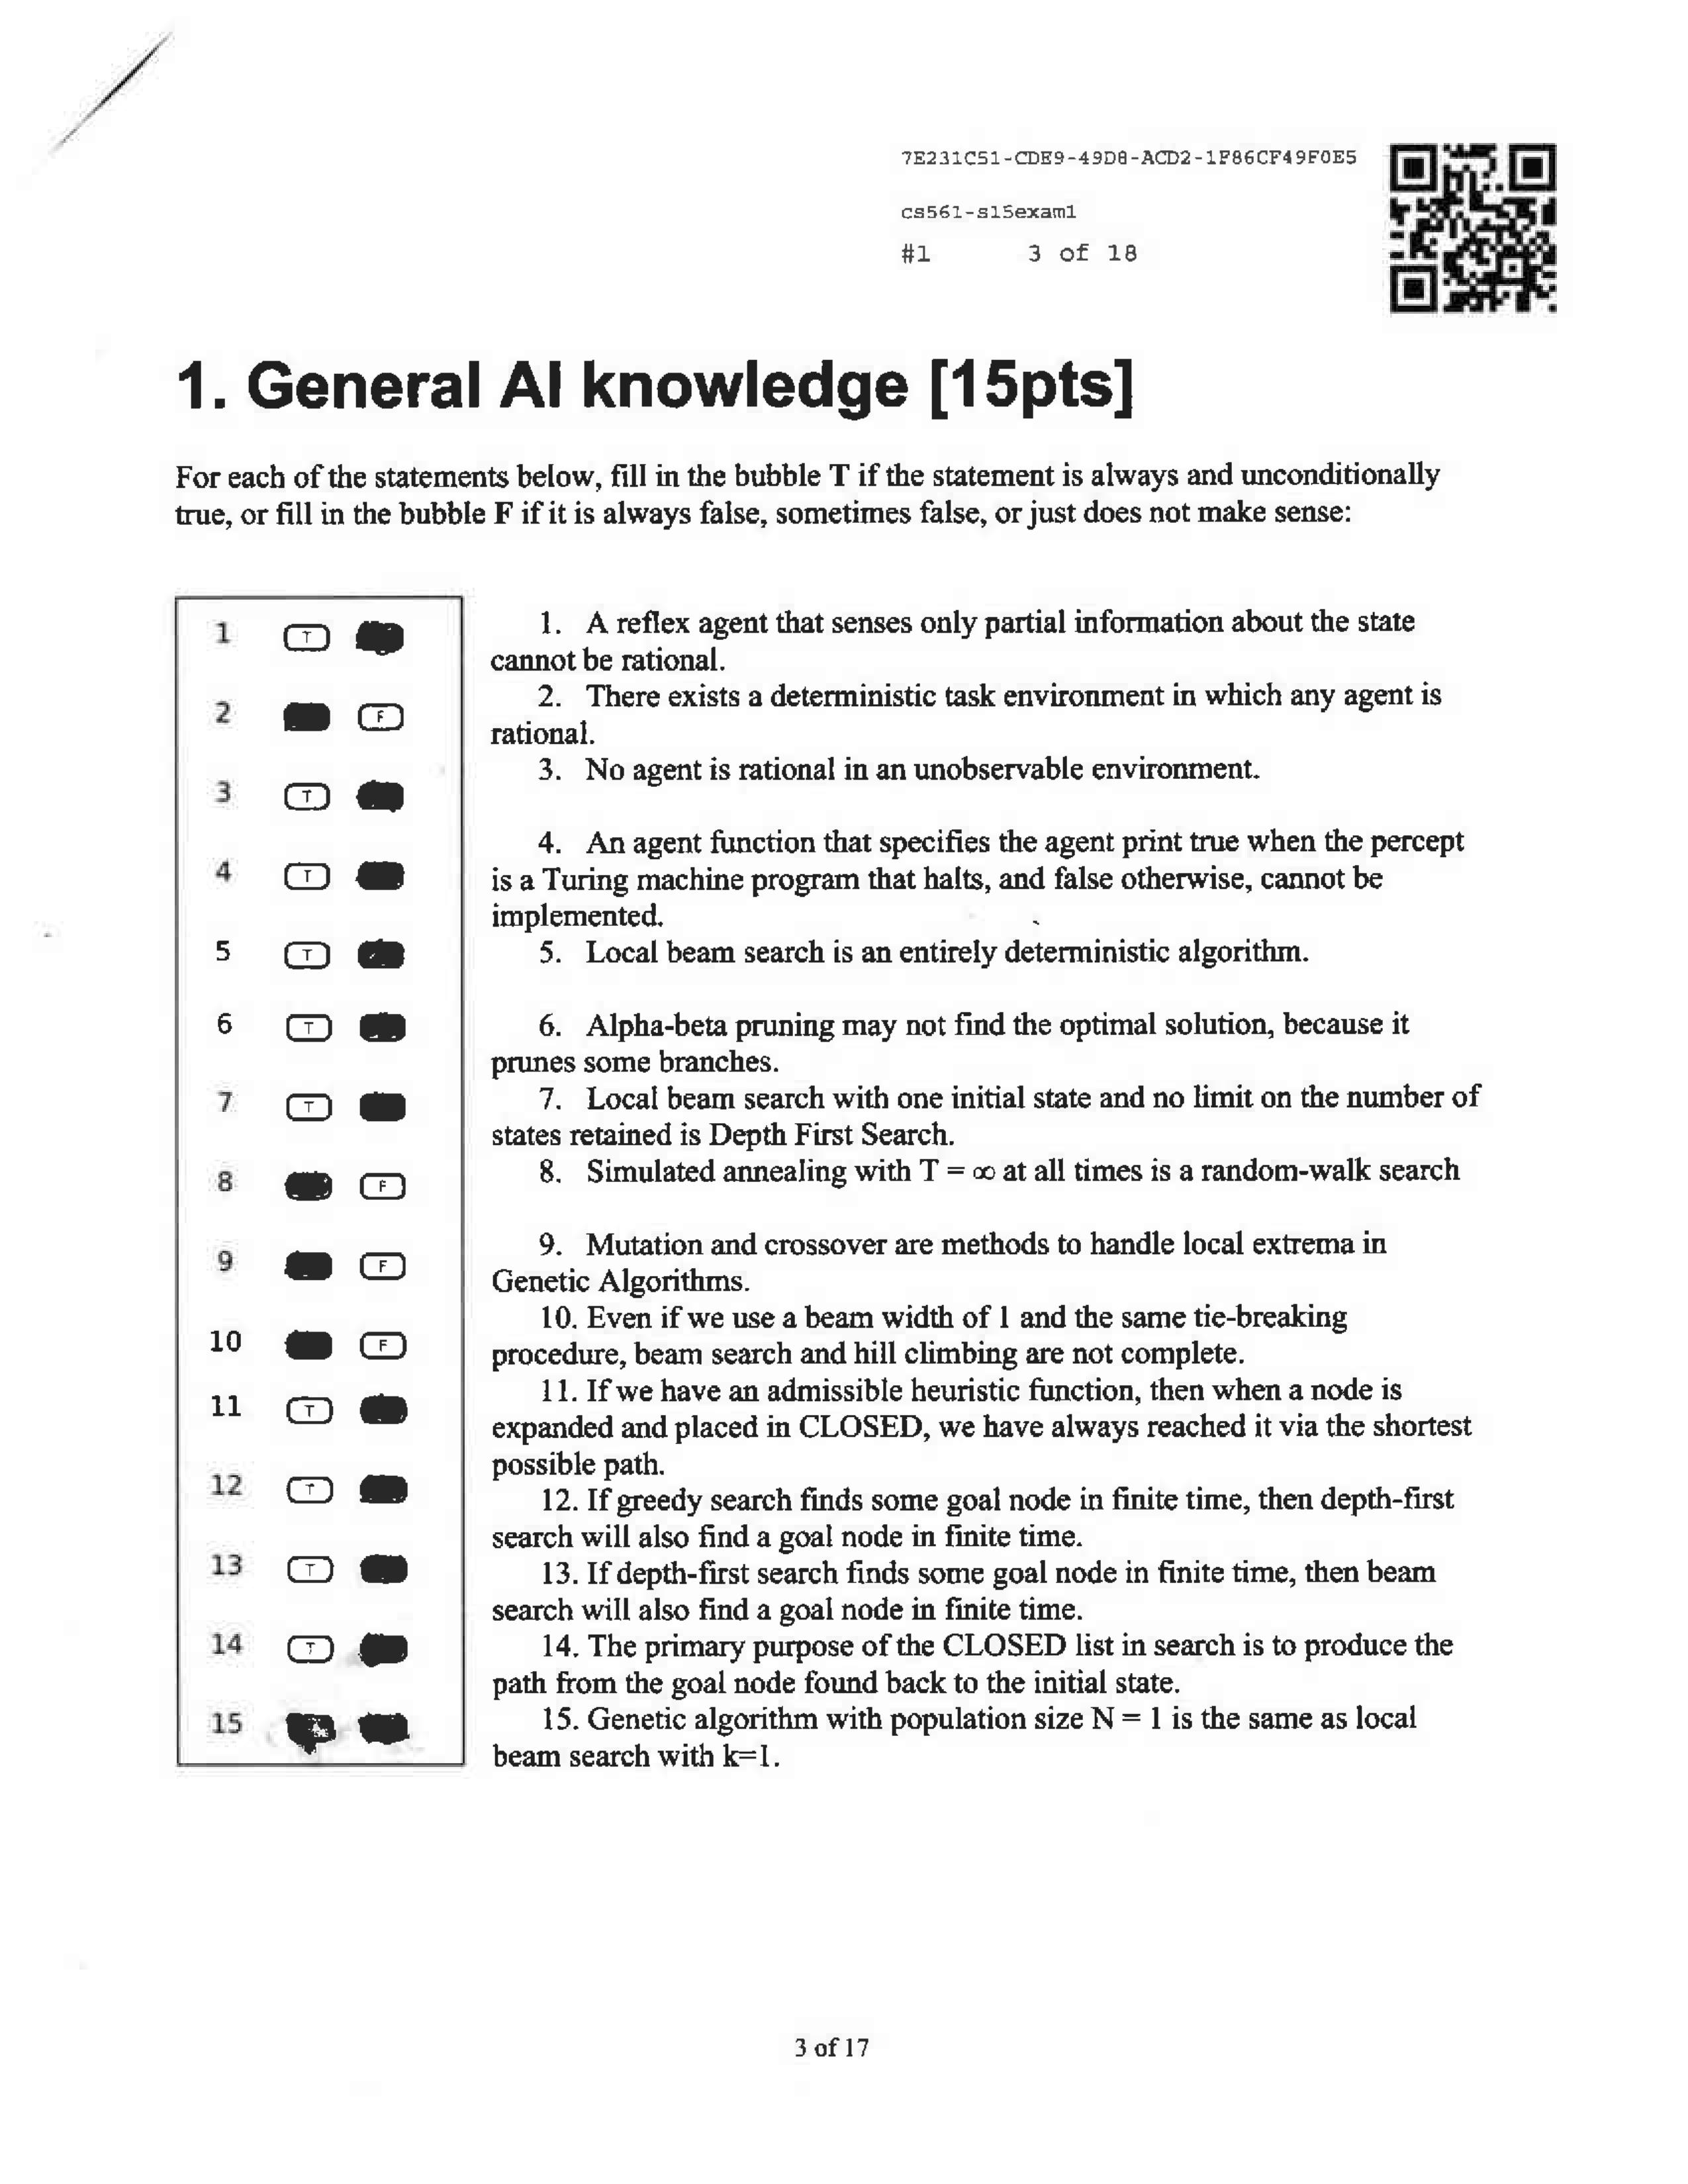 7E231C51-CDE9-49D8-ACD2-1F86CF49F0E5
cs561-s15exam1
#1 3 of 18
1. General AI knowledge [15pts]
For each of the statements below, fill in the bubble T if the statement is always and unconditionally
true, or fill in the bubble F if it is always false, sometimes false, or just does not make sense:
1 T
2 F
3 T
4 T
5 T
6 T
7 T
8 F
9 F
10 F
11 T
12 T
13 T
14 T
15
1. A reflex agent that senses only partial information about the state
cannot be rational.
2. There exists a deterministic task environment in which any agent is
rational.
3. No agent is rational in an unobservable environment.
4. An agent function that specifies the agent print true when the percept
is a Turing machine program that halts, and false otherwise, cannot be
implemented.
5. Local beam search is an entirely deterministic algorithm.
6. Alpha-beta pruning may not find the optimal solution, because it
prunes some branches.
7. Local beam search with one initial state and no limit on the number of
states retained is Depth First Search.
8. Simulated annealing with T = ∞ at all times is a random-walk search
9. Mutation and crossover are methods to handle local extrema in
Genetic Algorithms.
10. Even if we use a beam width of 1 and the same tie-breaking
procedure, beam search and hill climbing are not complete.
11. If we have an admissible heuristic function, then when a node is
expanded and placed in CLOSED, we have always reached it via the shortest
possible path.
12. If greedy search finds some goal node in finite time, then depth-first
search will also find a goal node in finite time.
13. If depth-first search finds some goal node in finite time, then beam
search will also find a goal node in finite time.
14. The primary purpose of the CLOSED list in search is to produce the
path from the goal node found back to the initial state.
15. Genetic algorithm with population size N = 1 is the same as local
beam search with k=1.
3 of 17